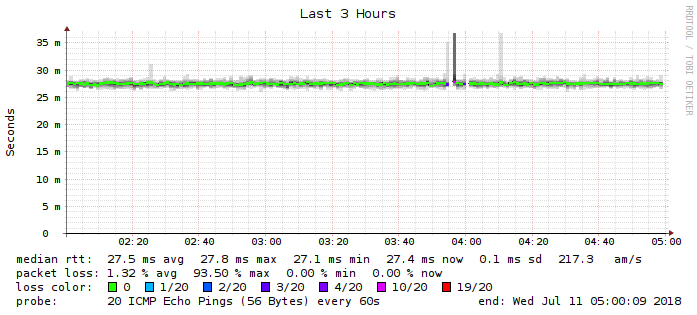 Last 3 Hours
RRDTOOL / TOBI OETIKER
Seconds
35 m
30 m
25 m
20 m
15 m
10 m
5 m
0
02:20 02:40 03:00 03:20 03:40 04:00 04:20 04:40 05:00
median rtt: 27.5 ms avg 27.8 ms max 27.1 ms min 27.4 ms now 0.1 ms sd 217.3 am/s
packet loss: 1.32 % avg 93.50 % max 0.00 % min 0.00 % now
loss color: 0 1/20 2/20 3/20 4/20 10/20 19/20
probe: 20 ICMP Echo Pings (56 Bytes) every 60s end: Wed Jul 11 05:00:09 2018